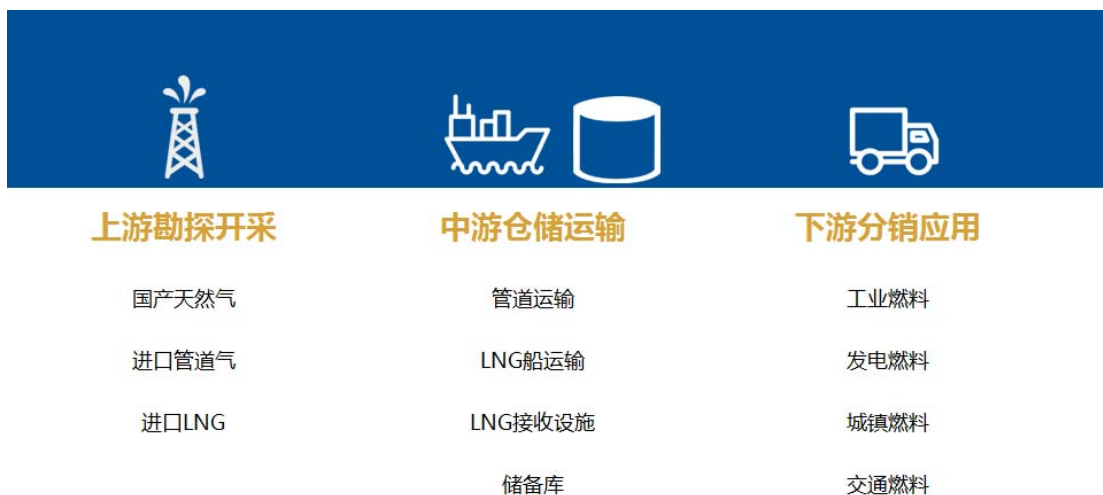 上游勘探开采
中游仓储运输
下游分销应用
国产天然气
管道运输
工业燃料
进口管道气
LNG船运输
发电燃料
进口LNG
LNG接收设施
城镇燃料
储备库
交通燃料